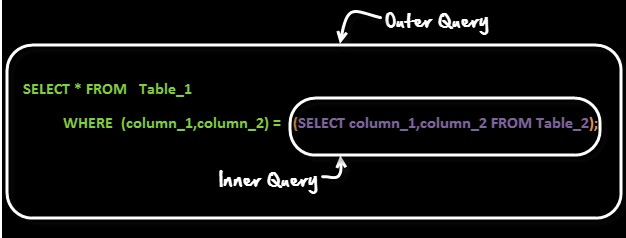 Outer Query
SELECT * FROM Table_1
WHERE (column_1,column_2) = (SELECT column_1,column_2 FROM Table_2);
Inner Query